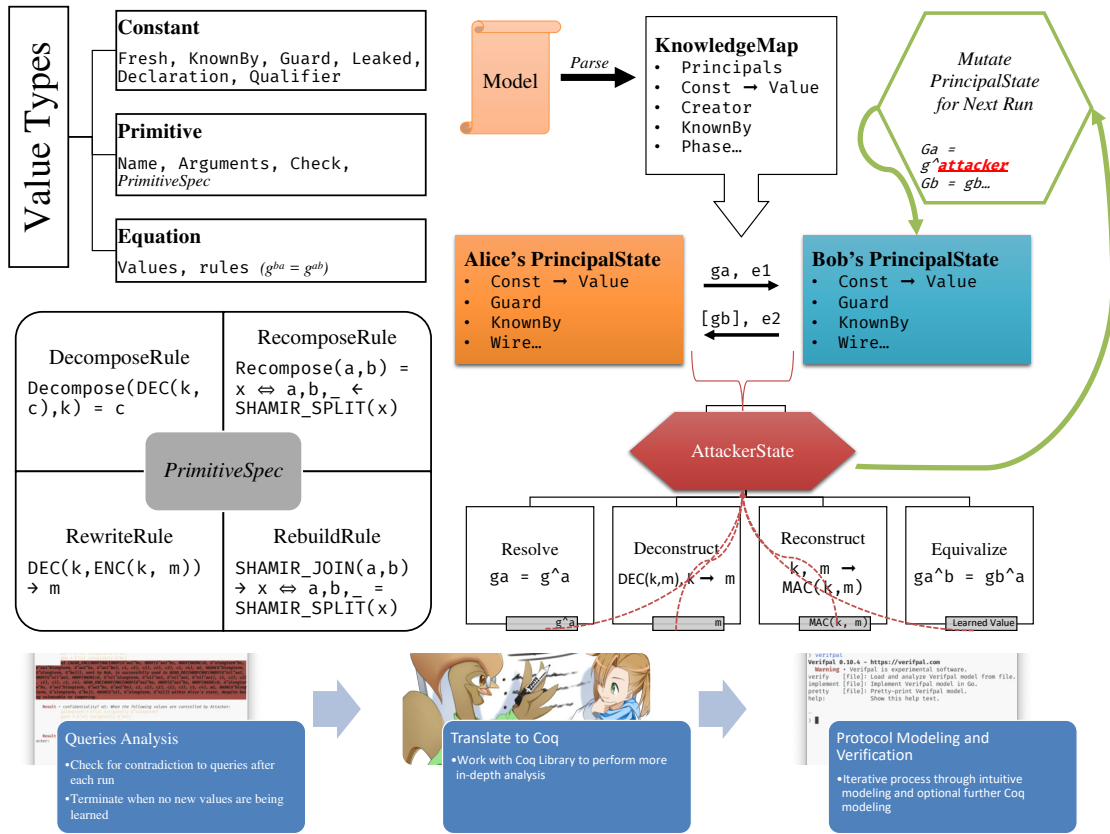 Value Types
Constant
Fresh, KnownBy, Guard, Leaked,
Declaration, Qualifier
Primitive
Name, Arguments, Check,
PrimitiveSpec
Equation
Values, rules (g^ba = g^ab)
Model
Parse
KnowledgeMap
• Principals
• Const → Value
• Creator
• KnownBy
• Phase…
Mutate
PrincipalState
for Next Run
Ga =
g^attacker
Gb = gb…
Alice's PrincipalState
• Const → Value
• Guard
• KnownBy
• Wire…
ga, e1
[gb], e2
Bob's PrincipalState
• Const → Value
• Guard
• KnownBy
• Wire…
DecomposeRule
Decompose(DEC(k,
c),k) = c
RecomposeRule
Recompose(a,b) =
x ⇔ a,b,_ ←
SHAMIR_SPLIT(x)
PrimitiveSpec
RewriteRule
DEC(k,ENC(k, m))
→ m
RebuildRule
SHAMIR_JOIN(a,b)
→ x ⇔ a,b,_ =
SHAMIR_SPLIT(x)
AttackerState
Resolve
ga = g^a
g^a
Deconstruct
DEC(k,m), k → m
m
Reconstruct
k, m →
MAC(k,m)
MAC(k, m)
Equivalize
ga^b = gb^a
Learned Value
Queries Analysis
•Check for contradiction to queries after
each run
•Terminate when no new values are being
learned
Translate to Coq
•Work with Coq Library to perform more
in-depth analysis
verifpal
Verifpal 0.10.4 - https://verifpal.com
Warning • Verifpal is experimental software.
verify [file]: Load and analyze Verifpal model from file.
implement [file]: Implement Verifpal model in Go.
pretty [file]: Pretty-print Verifpal model.
help: Show this help text.
Protocol Modeling and
Verification
•Iterative process through intuitive
modeling and optional further Coq
modeling